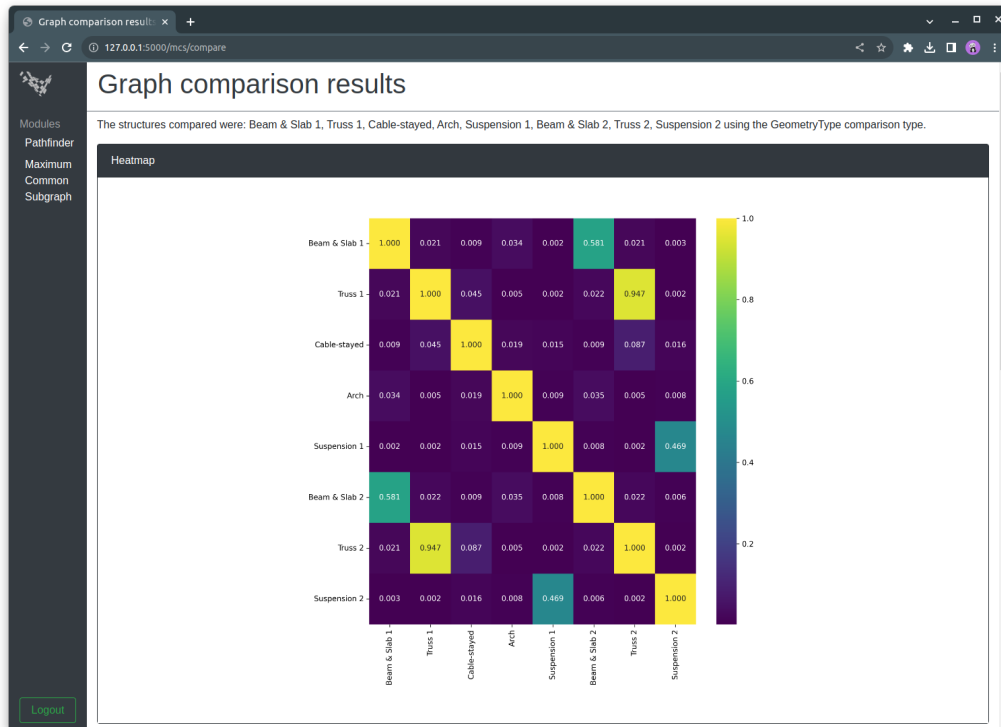 Graph comparison results
127.0.0.1:5000/mcs/compare
Modules
Pathfinder
Maximum
Common
Subgraph
Logout
Graph comparison results
The structures compared were: Beam & Slab 1, Truss 1, Cable-stayed, Arch, Suspension 1, Beam & Slab 2, Truss 2, Suspension 2 using the GeometryType comparison type.
Heatmap
Beam & Slab 1 1.000 0.021 0.009 0.034 0.002 0.581 0.021 0.003
Truss 1 0.021 1.000 0.045 0.005 0.002 0.022 0.947 0.002
Cable-stayed 0.009 0.045 1.000 0.019 0.015 0.009 0.087 0.016
Arch 0.034 0.005 0.019 1.000 0.009 0.035 0.005 0.008
Suspension 1 0.002 0.002 0.015 0.009 1.000 0.008 0.002 0.469
Beam & Slab 2 0.581 0.022 0.009 0.035 0.008 1.000 0.022 0.006
Truss 2 0.021 0.947 0.087 0.005 0.002 0.022 1.000 0.002
Suspension 2 0.003 0.002 0.016 0.008 0.469 0.006 0.002 1.000
Beam & Slab 1
Truss 1
Cable-stayed
Arch
Suspension 1
Beam & Slab 2
Truss 2
Suspension 2
1.0
0.8
0.6
0.4
0.2